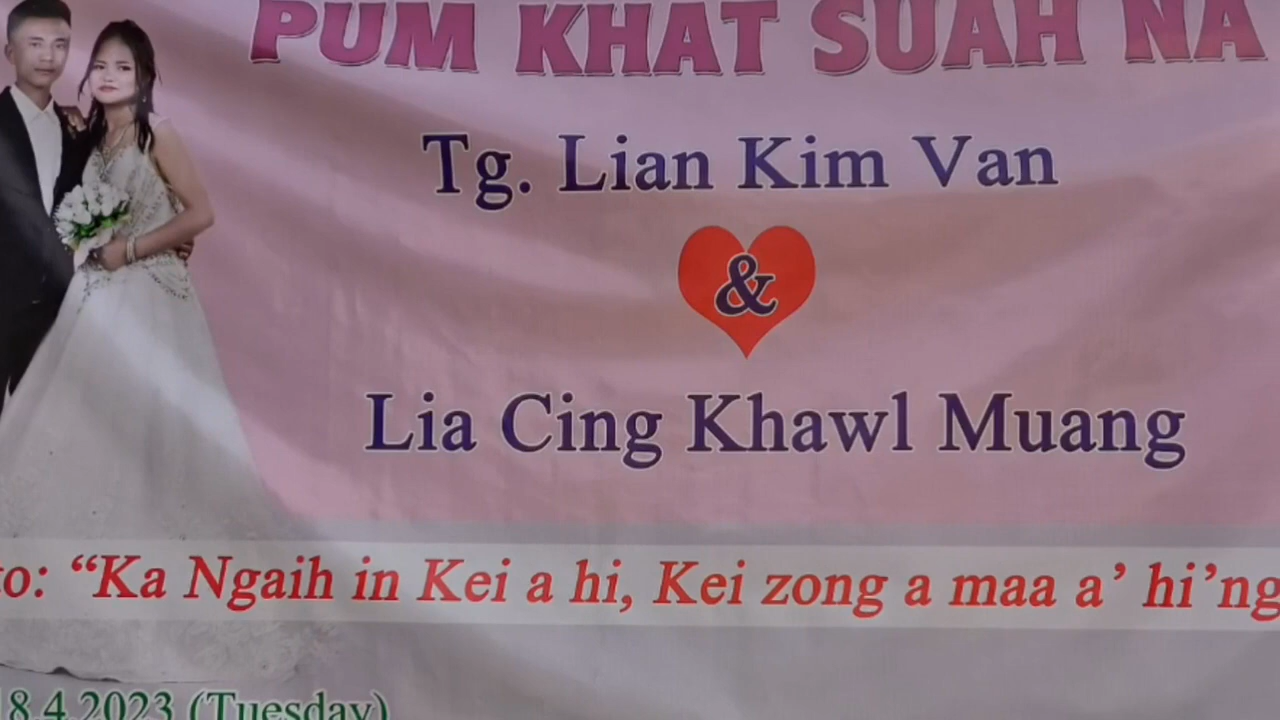 PUM KHAT SUAH NA
Tg. Lian Kim Van
&
Lia Cing Khawl Muang
to: “Ka Ngaih in Kei a hi, Kei zong a maa a’ hi’ng
18.4.2023 (Tuesday)